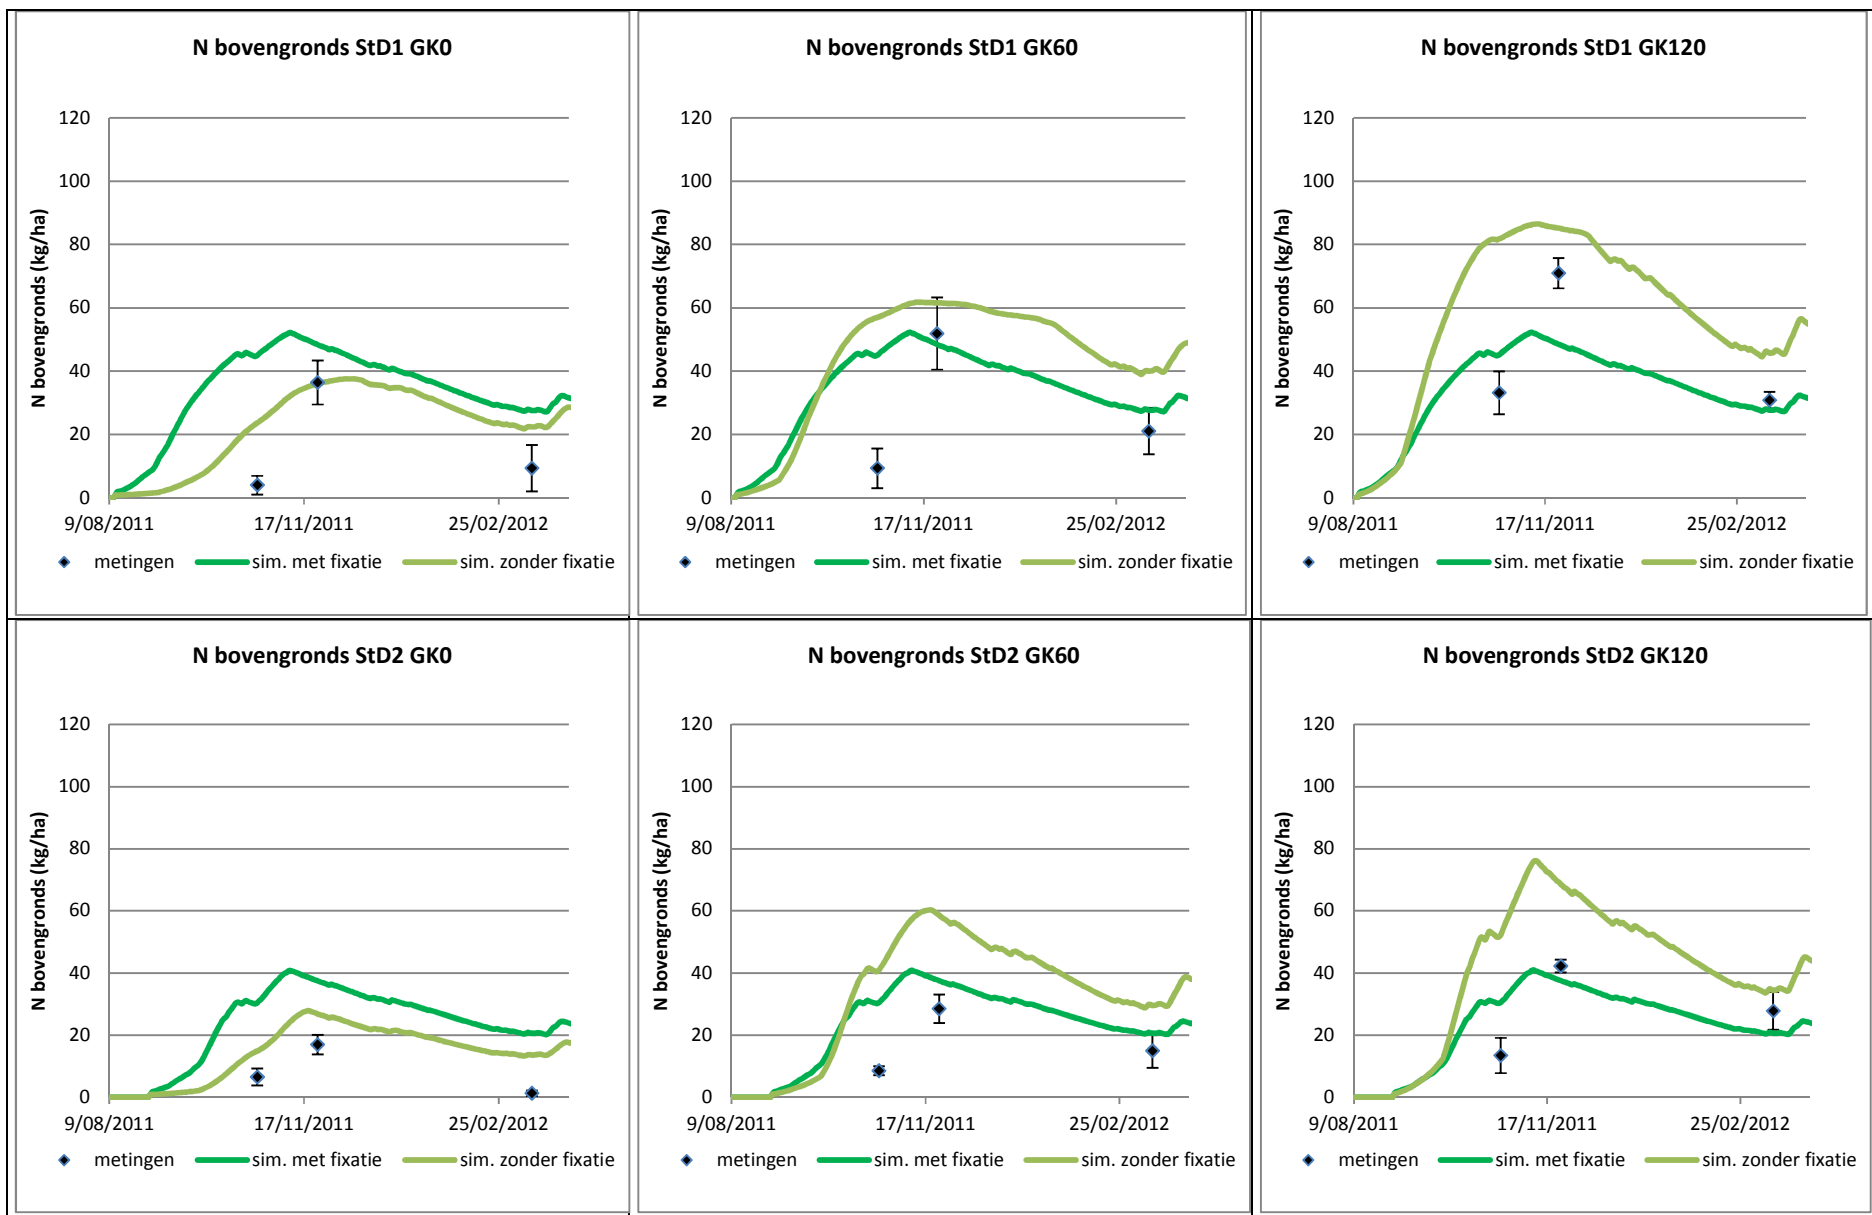 N bovengronds StD1 GK0
N bovengronds (kg/ha)
120
100
80
60
40
20
0
9/08/2011 17/11/2011 25/02/2012
metingen sim. met fixatie sim. zonder fixatie
N bovengronds StD1 GK60
N bovengronds (kg/ha)
120
100
80
60
40
20
0
9/08/2011 17/11/2011 25/02/2012
metingen sim. met fixatie sim. zonder fixatie
N bovengronds StD1 GK120
N bovengronds (kg/ha)
120
100
80
60
40
20
0
9/08/2011 17/11/2011 25/02/2012
metingen sim. met fixatie sim. zonder fixatie
N bovengronds StD2 GK0
N bovengronds (kg/ha)
120
100
80
60
40
20
0
9/08/2011 17/11/2011 25/02/2012
metingen sim. met fixatie sim. zonder fixatie
N bovengronds StD2 GK60
N bovengronds (kg/ha)
120
100
80
60
40
20
0
9/08/2011 17/11/2011 25/02/2012
metingen sim. met fixatie sim. zonder fixatie
N bovengronds StD2 GK120
N bovengronds (kg/ha)
120
100
80
60
40
20
0
9/08/2011 17/11/2011 25/02/2012
metingen sim. met fixatie sim. zonder fixatie